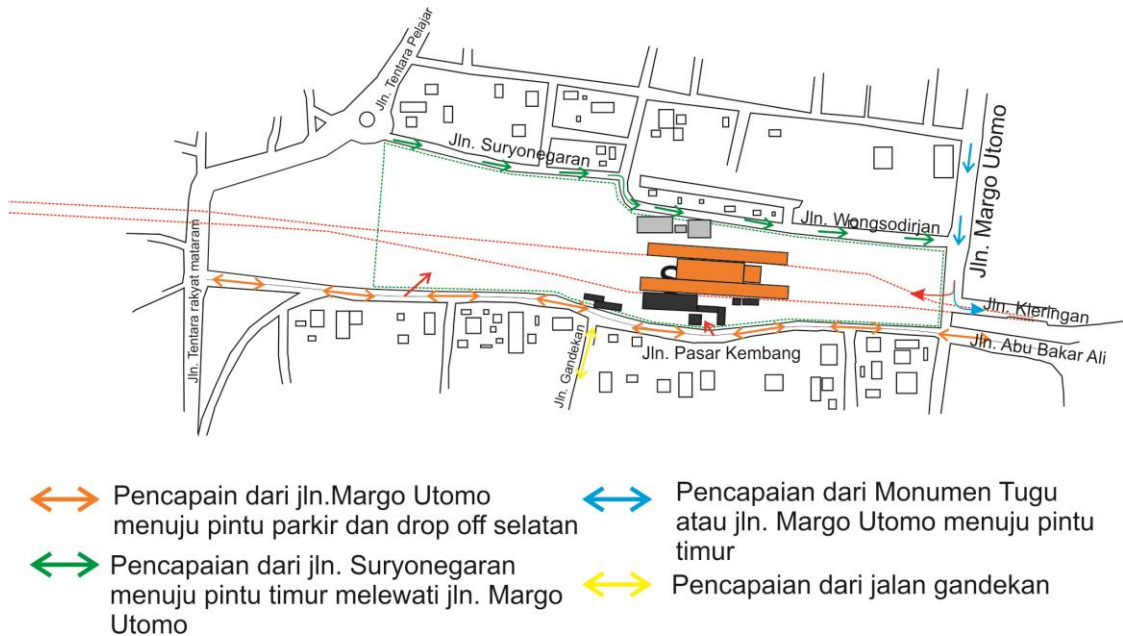 Jln. Tentara Pelajar
Jln. Suryonegaran
Jln. Wongsodirjan
Jln. Margo Utomo
Jln. Tentara rakyat mataram
Jln. Kleringan
Jln. Abu Bakar Ali
Jln. Pasar Kembang
Jln. Gandekan
Pencapain dari jln.Margo Utomo
menuju pintu parkir dan drop off selatan
Pencapaian dari jln. Suryonegaran
menuju pintu timur melewati jln. Margo
Utomo
Pencapaian dari Monumen Tugu
atau jln. Margo Utomo menuju pintu
timur
Pencapaian dari jalan gandekan